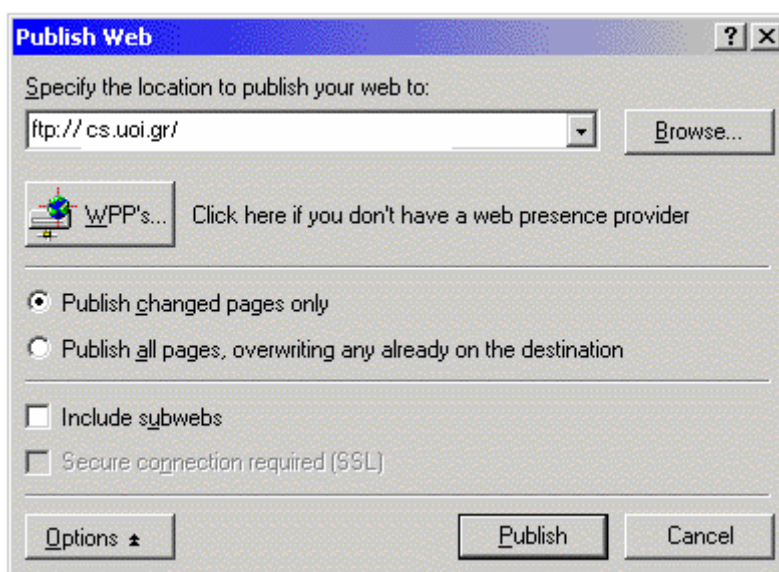 Publish Web
Specify the location to publish your web to:
ftp:// cs.uoi.gr/
Browse...
WPP's...
Click here if you don't have a web presence provider
Publish changed pages only
Publish all pages, overwriting any already on the destination
Include subwebs
Secure connection required (SSL)
Options
Publish
Cancel